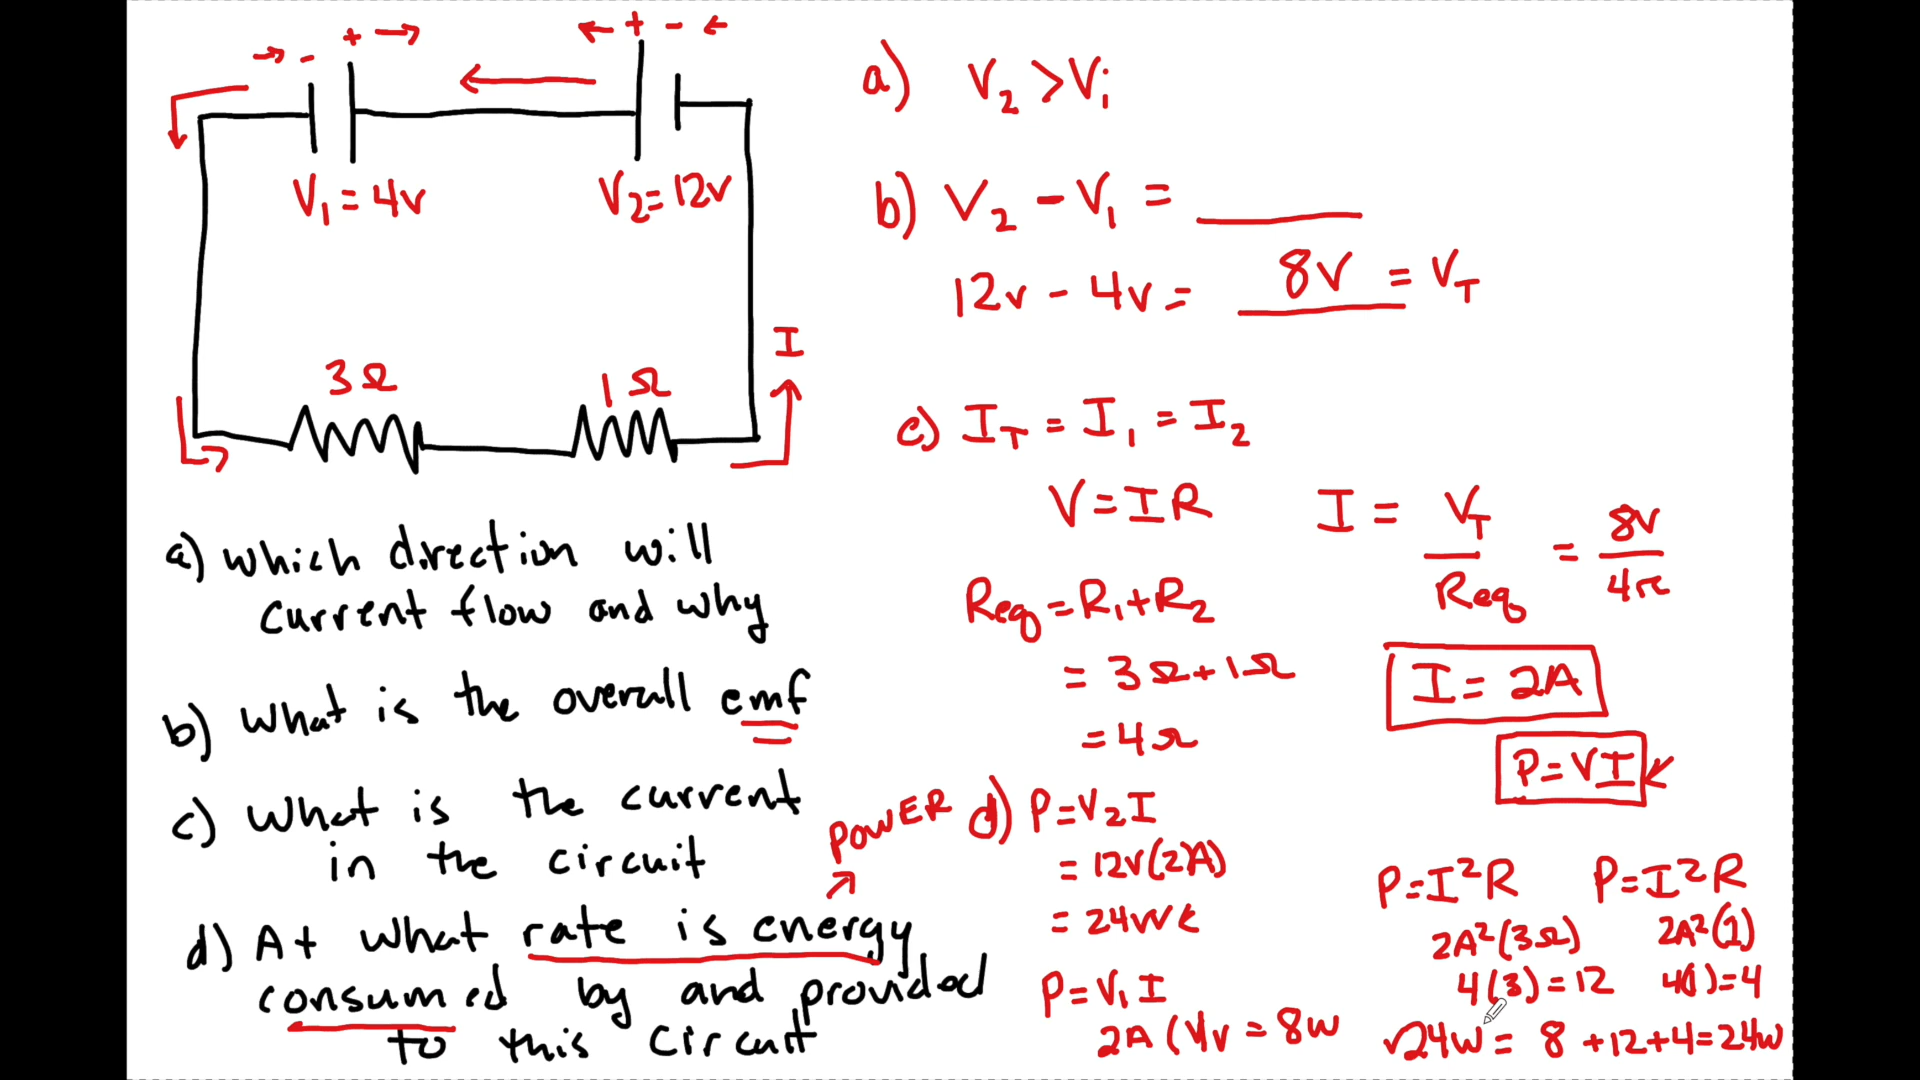 → - + →
← + - ←
V₁ = 4v
V₂ = 12v
3Ω
1Ω
I
a) which direction will
current flow and why
b) What is the overall emf
c) What is the current
in the circuit
d) At what rate is energy
consumed by and provided
to this circuit
POWER
a) V₂ > V₁
b) V₂ - V₁ =
12v - 4v = 8V = V_T
c) I_T = I₁ = I₂
V = IR
Req = R₁ + R₂
= 3Ω + 1Ω
= 4Ω
I = V_T / Req = 8v / 4Ω
I = 2A
P = VI
d) P = V₂I
= 12v(2A)
= 24W
P = V₁I
2A (4v = 8W
P = I²R
2A²(3Ω)
4(3) = 12
P = I²R
2A²(1)
4(1) = 4
24W = 8 + 12 + 4 = 24W